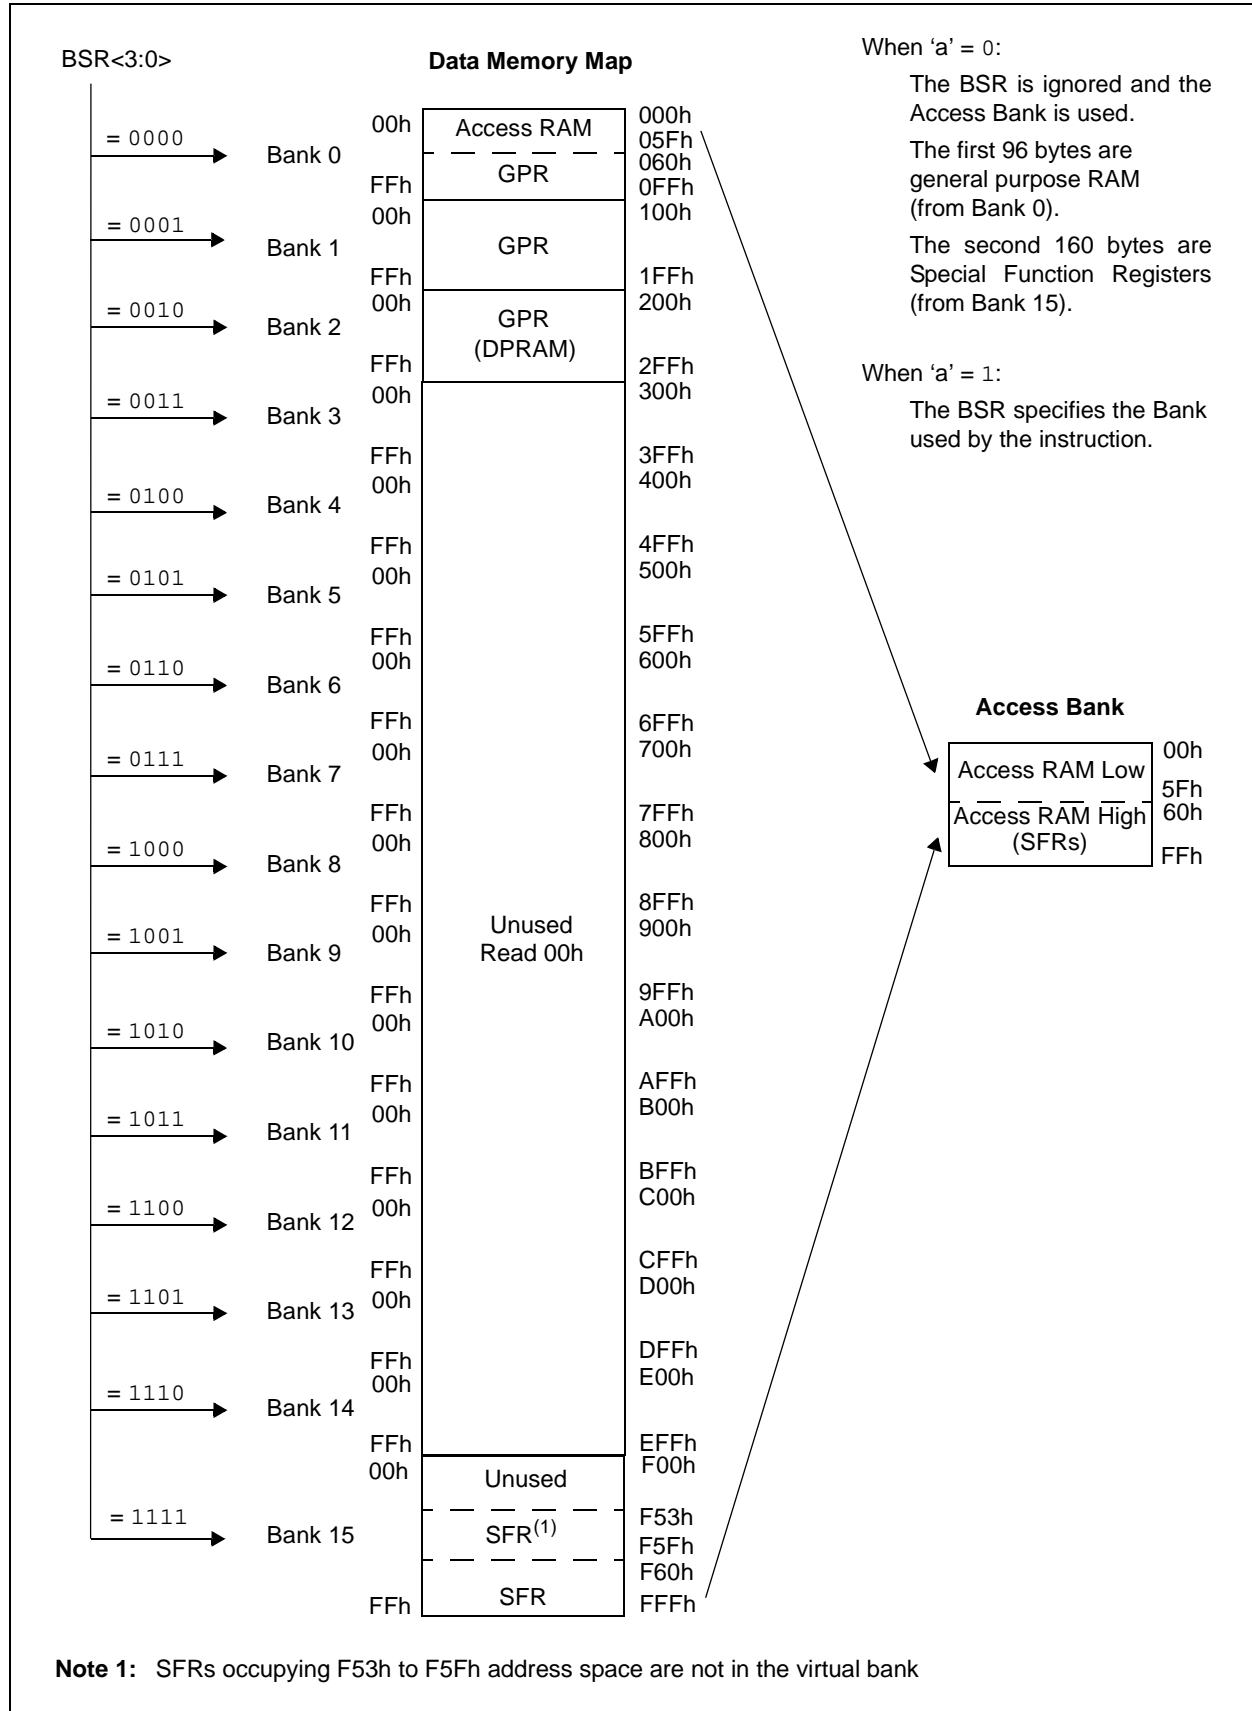 BSR<3:0>
Data Memory Map
When ‘a’ = 0:
The BSR is ignored and the
Access Bank is used.
The first 96 bytes are
general purpose RAM
(from Bank 0).
The second 160 bytes are
Special Function Registers
(from Bank 15).
When ‘a’ = 1:
The BSR specifies the Bank
used by the instruction.
= 0000
Bank 0
00h
FFh
Access RAM
GPR
000h
05Fh
060h
0FFh
= 0001
Bank 1
00h
FFh
GPR
100h
1FFh
= 0010
Bank 2
00h
FFh
GPR
(DPRAM)
200h
2FFh
= 0011
Bank 3
00h
FFh
300h
3FFh
= 0100
Bank 4
00h
FFh
400h
4FFh
= 0101
Bank 5
00h
FFh
500h
5FFh
= 0110
Bank 6
00h
FFh
600h
6FFh
= 0111
Bank 7
00h
FFh
700h
7FFh
= 1000
Bank 8
00h
FFh
800h
8FFh
= 1001
Bank 9
00h
FFh
Unused
Read 00h
900h
9FFh
= 1010
Bank 10
00h
FFh
A00h
AFFh
= 1011
Bank 11
00h
FFh
B00h
BFFh
= 1100
Bank 12
00h
FFh
C00h
CFFh
= 1101
Bank 13
00h
FFh
D00h
DFFh
= 1110
Bank 14
00h
FFh
E00h
EFFh
= 1111
Bank 15
00h
FFh
Unused
SFR(1)
SFR
F00h
F53h
F5Fh
F60h
FFFh
Access Bank
Access RAM Low
Access RAM High
(SFRs)
00h
5Fh
60h
FFh
Note 1: SFRs occupying F53h to F5Fh address space are not in the virtual bank